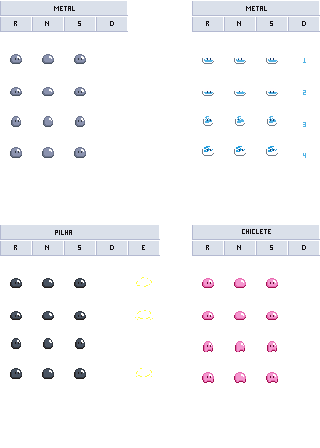 METAL
R N S D
METAL
R N S D
1
2
3
4
PILHA
R N S D E
CHICLETE
R N S D